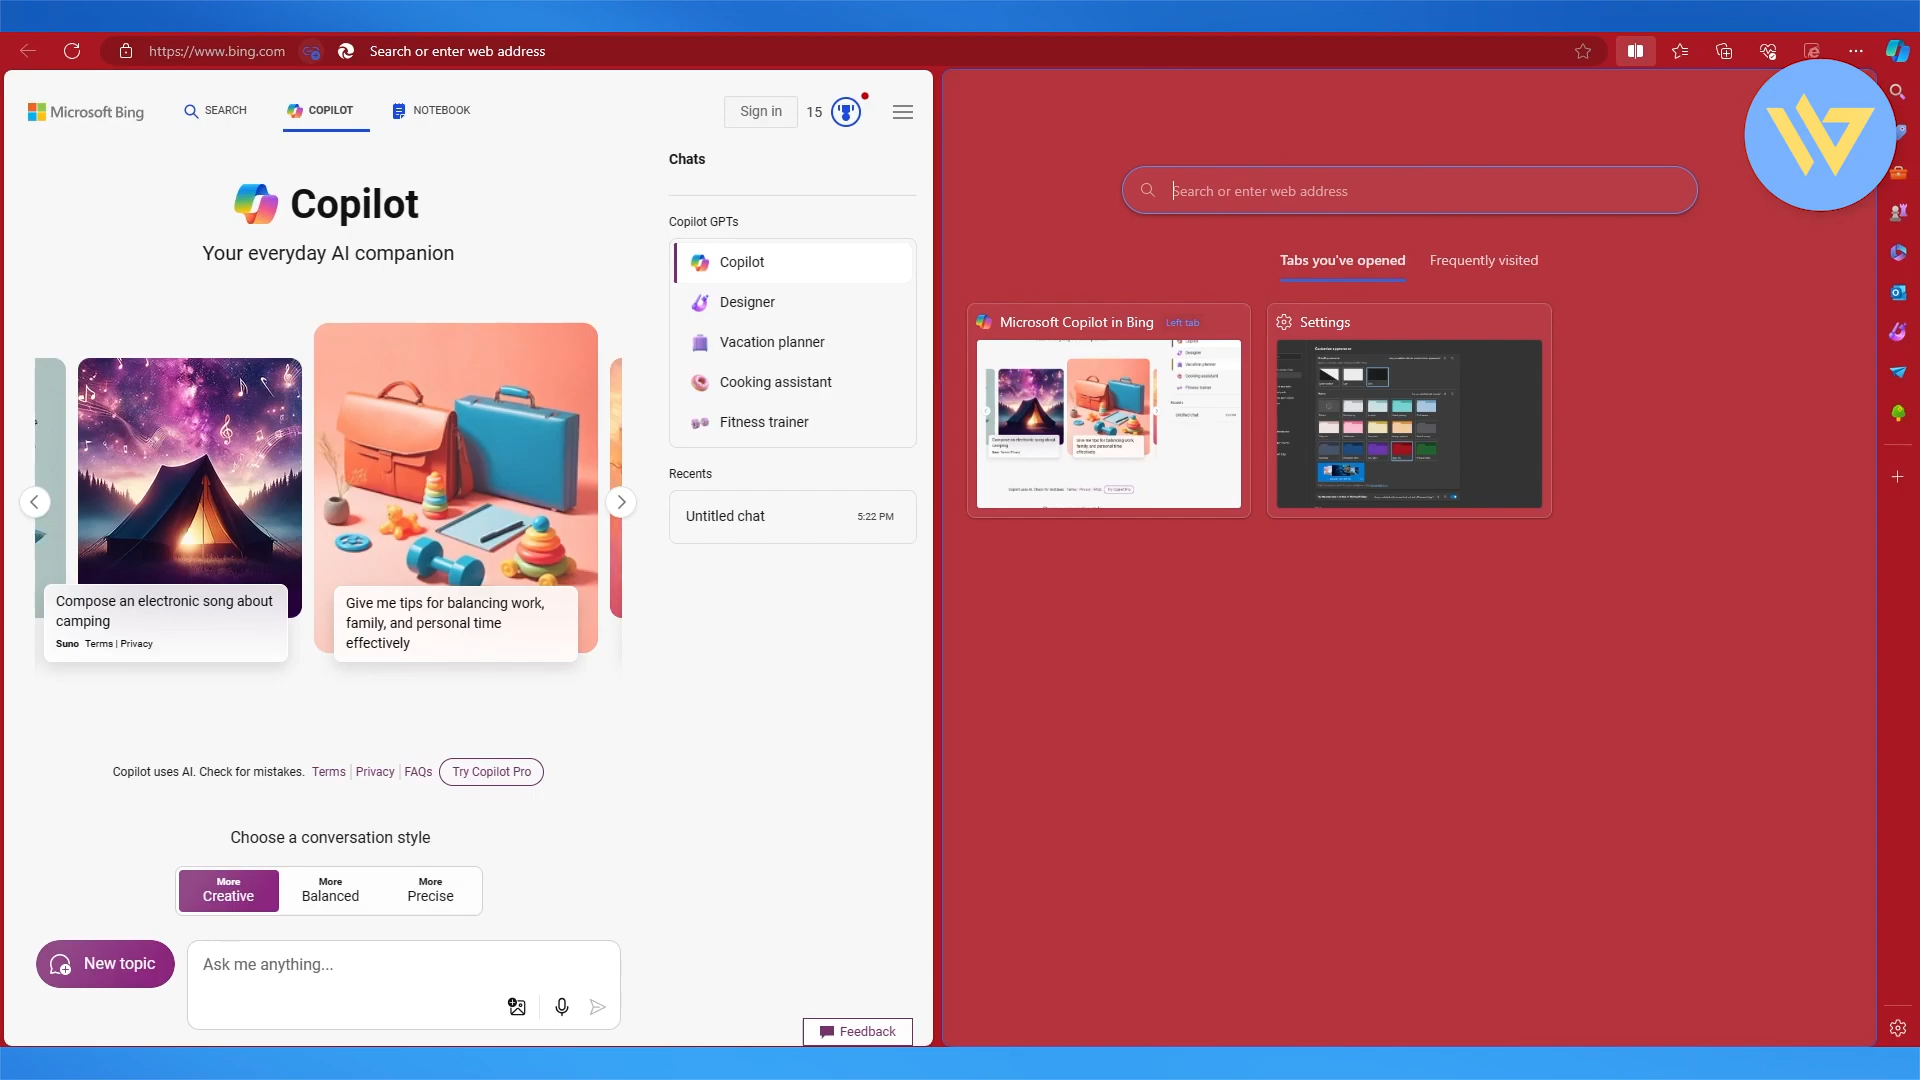 https://www.bing.com
Search or enter web address
Microsoft Bing
SEARCH
COPILOT
NOTEBOOK
Sign in
15
Copilot
Your everyday AI companion
Compose an electronic song about
camping
Suno Terms | Privacy
Give me tips for balancing work,
family, and personal time
effectively
Copilot uses AI. Check for mistakes. Terms Privacy FAQs Try Copilot Pro
Choose a conversation style
More
Creative
More
Balanced
More
Precise
New topic
Ask me anything...
Feedback
Chats
Copilot GPTs
Copilot
Designer
Vacation planner
Cooking assistant
Fitness trainer
Recents
Untitled chat 5:22 PM
Search or enter web address
Tabs you've opened
Frequently visited
Microsoft Copilot in Bing Left tab
Settings